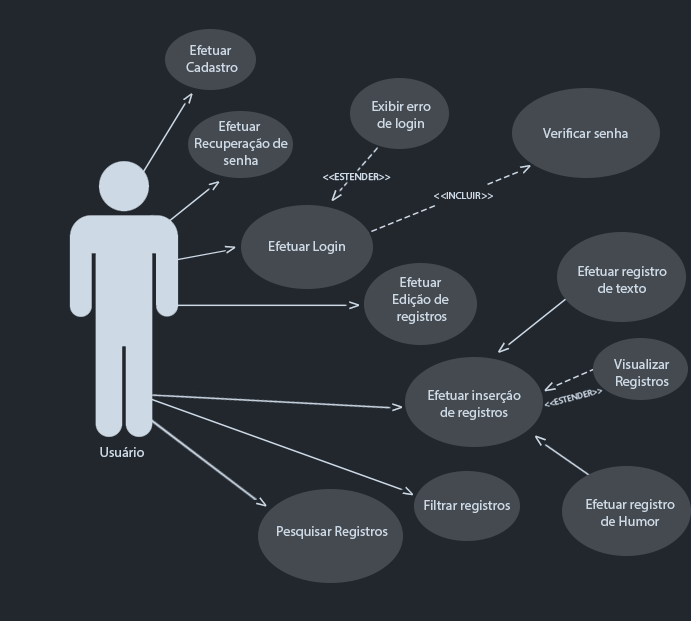 Efetuar
Cadastro
Exibir erro
de login
Efetuar
Recuperação de
senha
Verificar senha
<<ESTENDER>>
<<INCLUIR>>
Efetuar Login
Efetuar registro
de texto
Efetuar
Edição de
registros
Visualizar
Registros
<<ESTENDER>>
Efetuar inserção
de registros
Usuário
Filtrar registros
Efetuar registro
de Humor
Pesquisar Registros